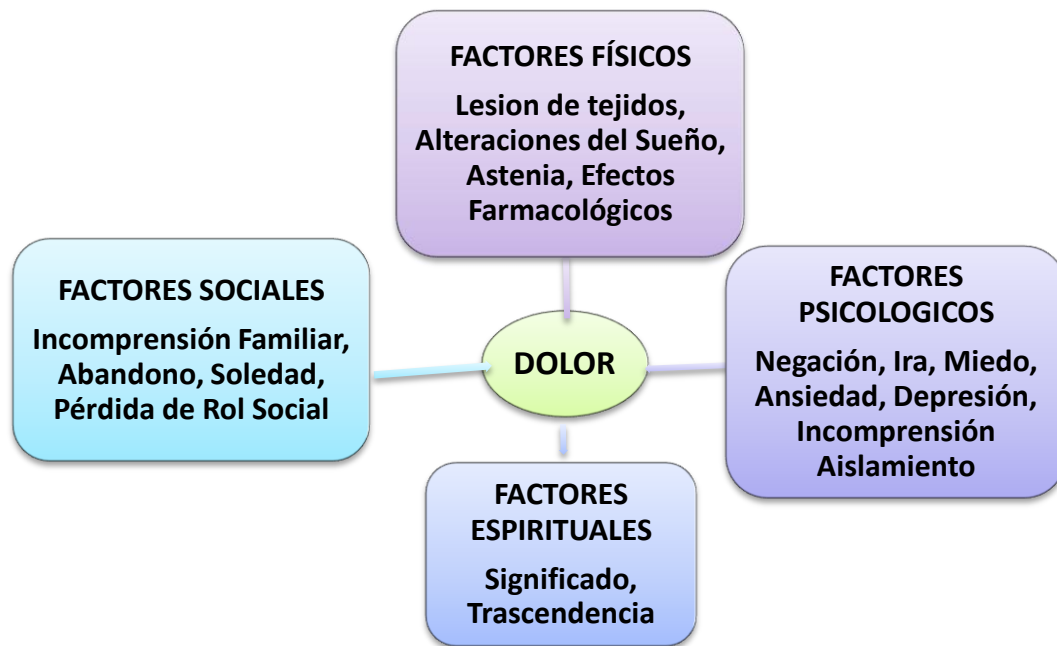 FACTORES FÍSICOS
Lesion de tejidos,
Alteraciones del Sueño,
Astenia, Efectos
Farmacológicos
FACTORES SOCIALES
Incomprensión Familiar,
Abandono, Soledad,
Pérdida de Rol Social
DOLOR
FACTORES
PSICOLOGICOS
Negación, Ira, Miedo,
Ansiedad, Depresión,
Incomprensión
Aislamiento
FACTORES
ESPIRITUALES
Significado,
Trascendencia